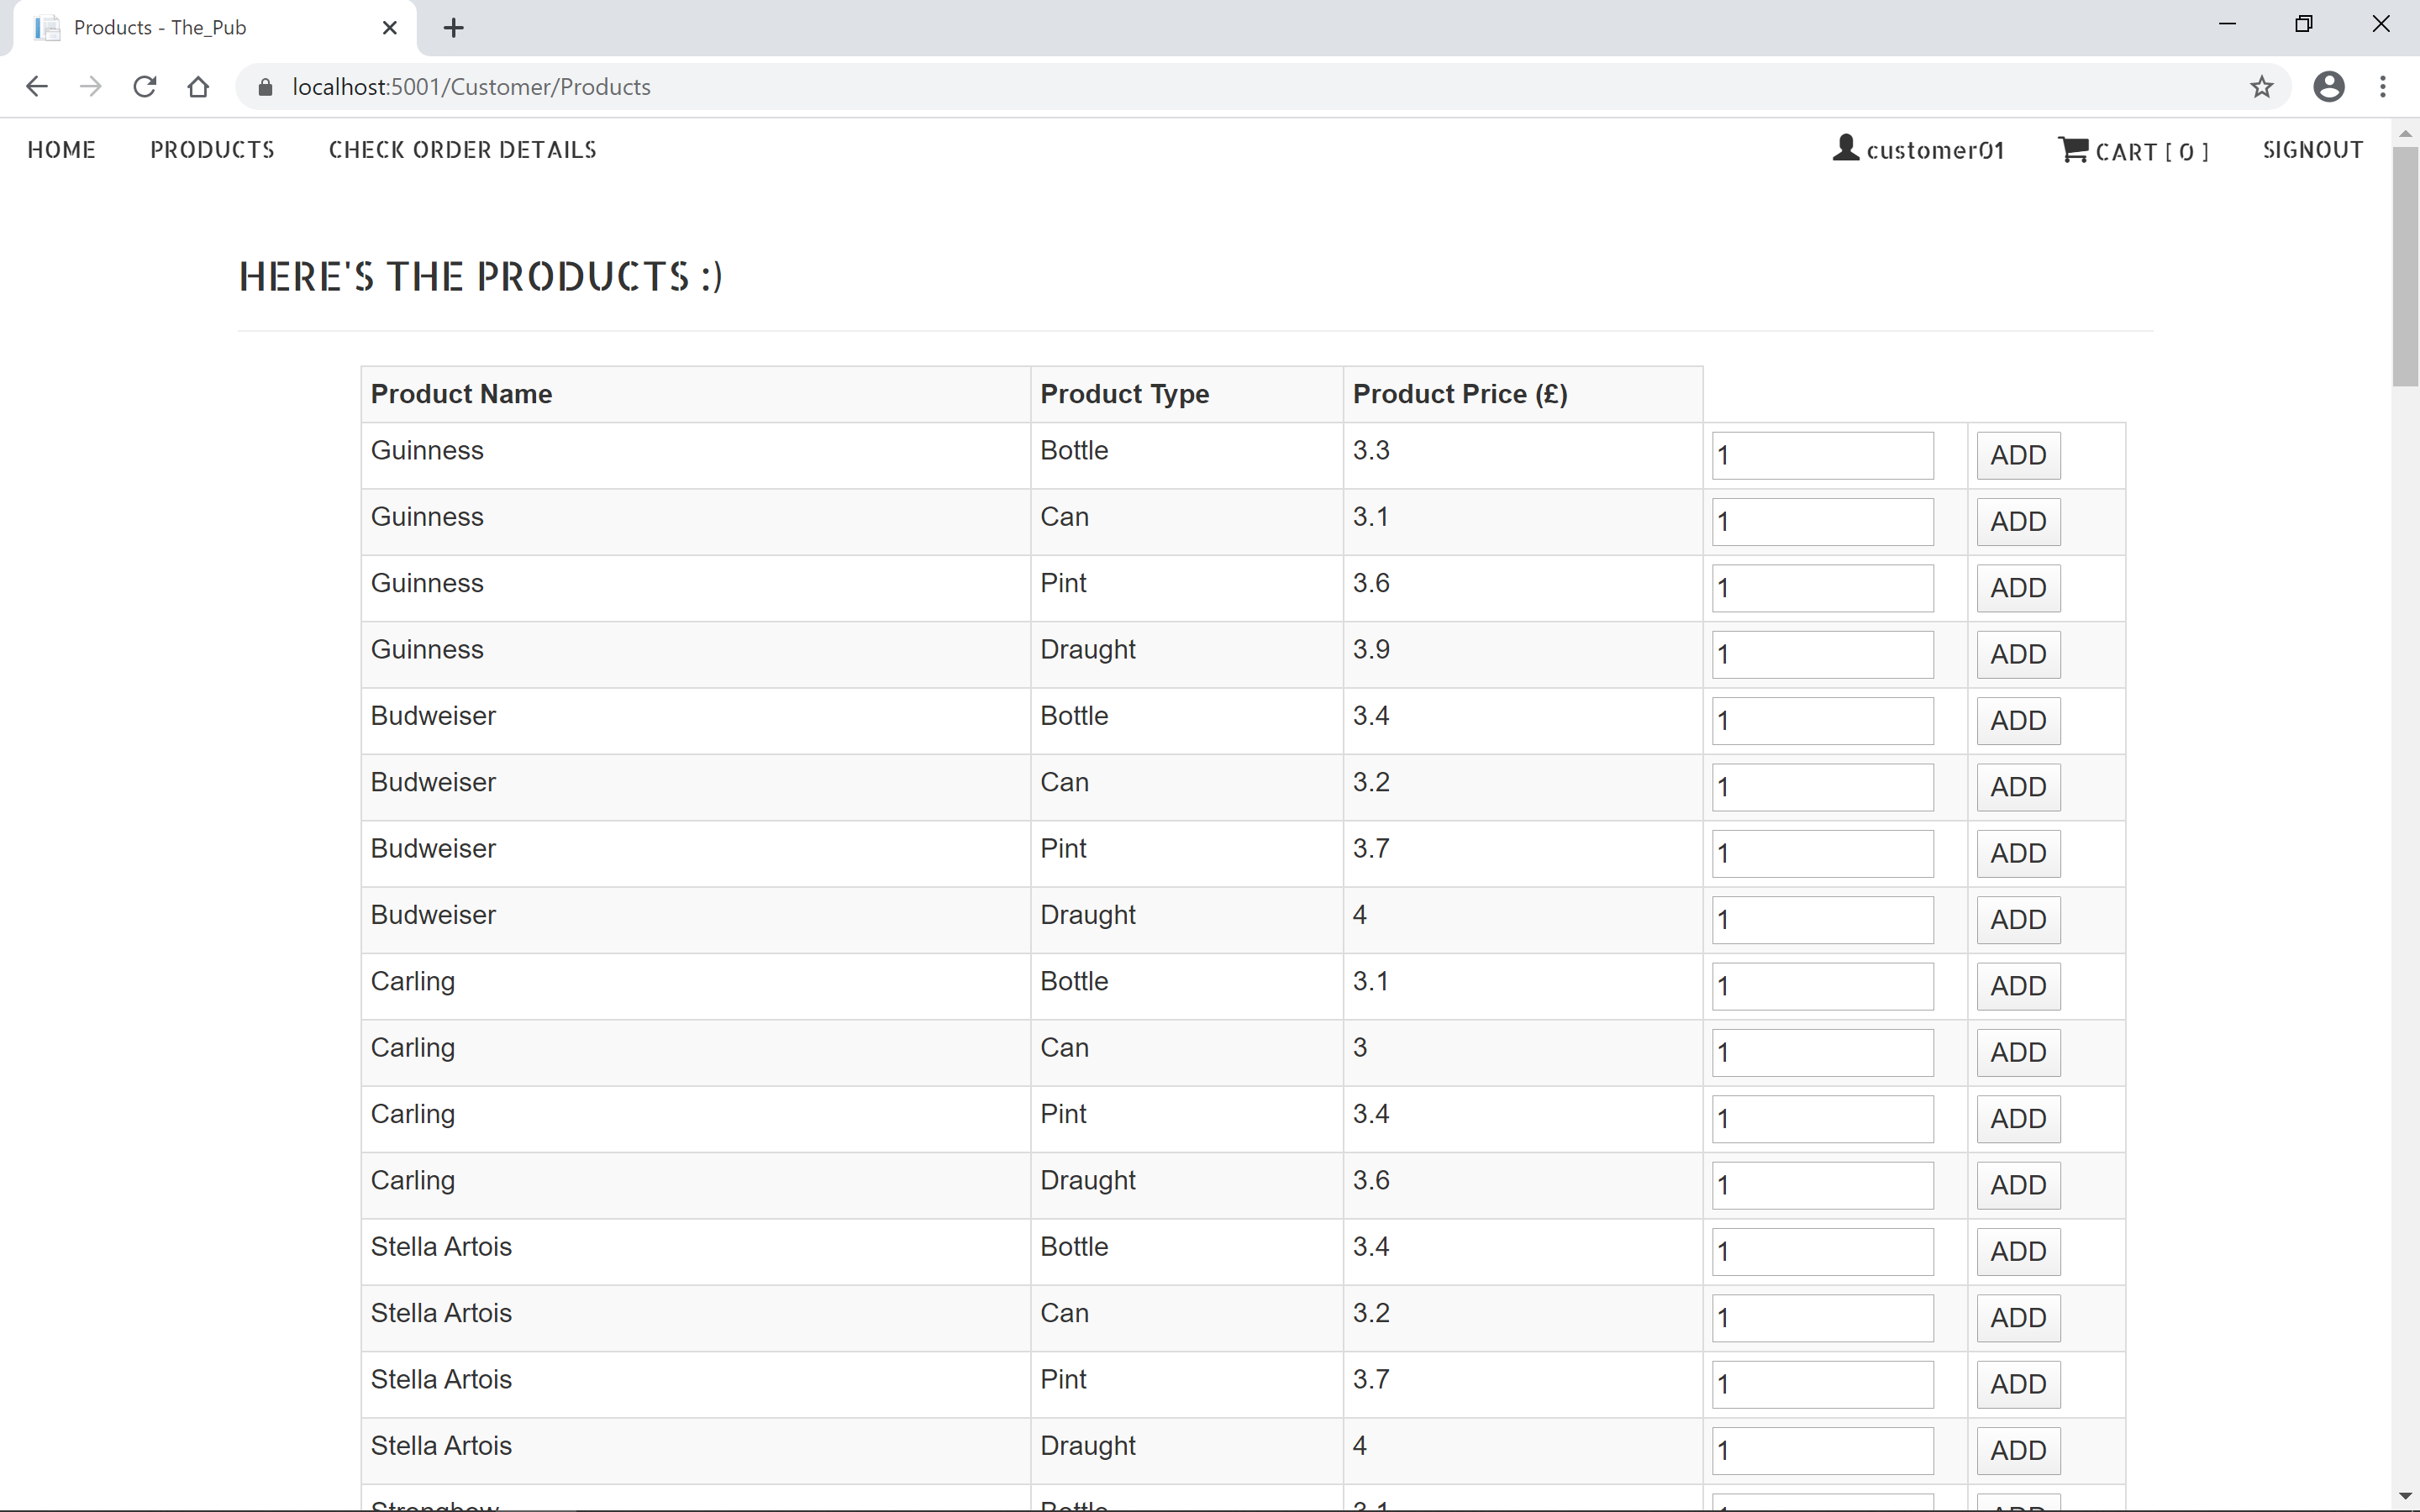 Products - The_Pub
localhost:5001/Customer/Products
HOME PRODUCTS CHECK ORDER DETAILS customer01 CART [ 0 ] SIGNOUT
HERE'S THE PRODUCTS :)
Product Name Product Type Product Price (£)
Guinness Bottle 3.3 1 ADD
Guinness Can 3.1 1 ADD
Guinness Pint 3.6 1 ADD
Guinness Draught 3.9 1 ADD
Budweiser Bottle 3.4 1 ADD
Budweiser Can 3.2 1 ADD
Budweiser Pint 3.7 1 ADD
Budweiser Draught 4 1 ADD
Carling Bottle 3.1 1 ADD
Carling Can 3 1 ADD
Carling Pint 3.4 1 ADD
Carling Draught 3.6 1 ADD
Stella Artois Bottle 3.4 1 ADD
Stella Artois Can 3.2 1 ADD
Stella Artois Pint 3.7 1 ADD
Stella Artois Draught 4 1 ADD